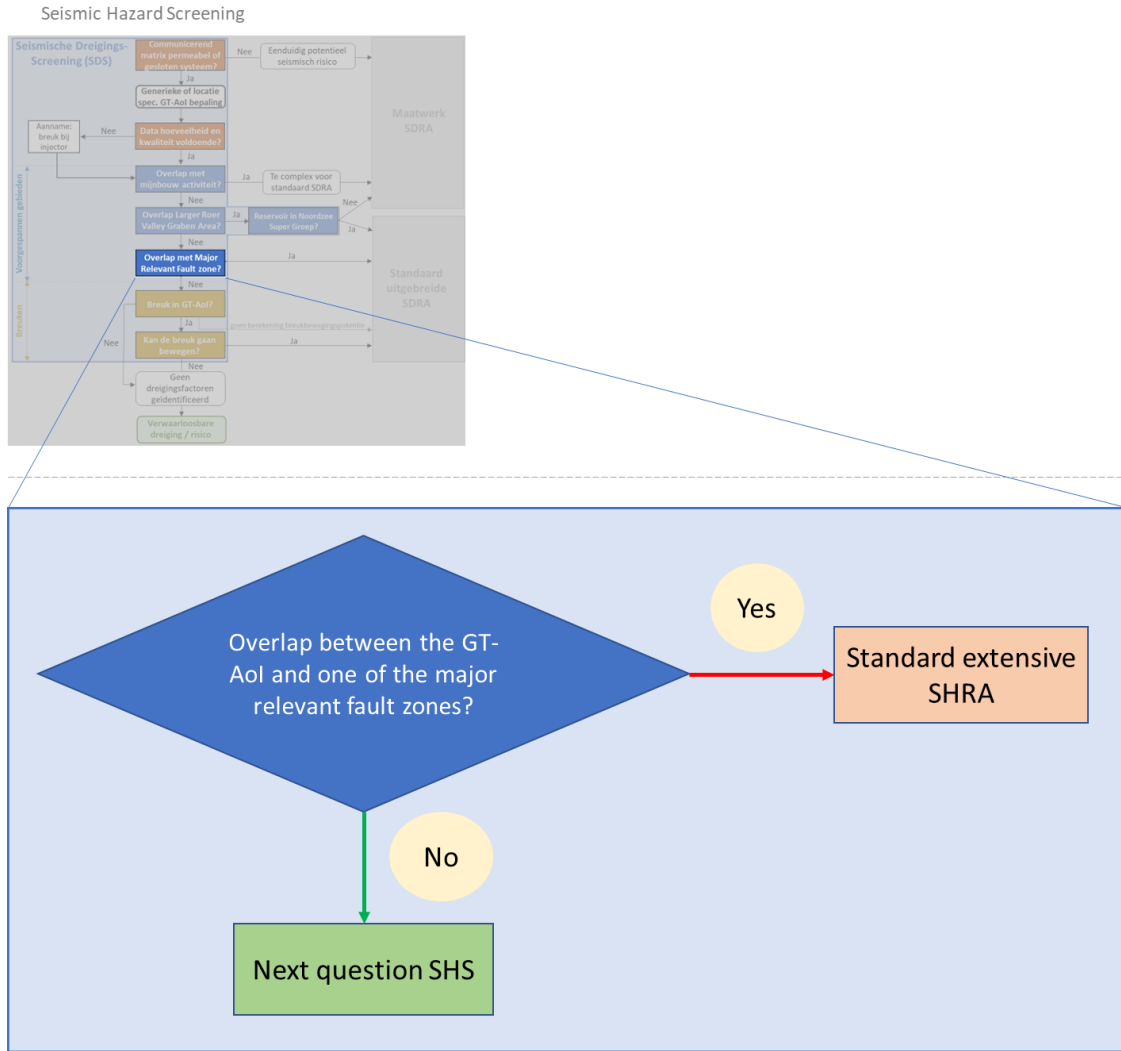 Seismic Hazard Screening
Seismische Dreigings-
Screening (SDS)
Communicerend
matrix permeabel of
gesloten systeem?
Nee
Eenduidig potentieel
seismisch risico
Ja
Generieke of locatie
spec. GT-AoI bepaling
Maatwerk
SDRA
Aanname:
breuk bij
injector
Nee
Data hoeveelheid en
kwaliteit voldoende?
Ja
Voorgespannen gebieden
Overlap met
mijnbouw activiteit?
Ja
Te complex voor
standaard SDRA
Nee
Nee
Overlap Larger Roer
Valley Graben Area?
Ja
Reservoir in Noordzee
Super Groep?
Ja
Nee
Overlap met Major
Relevant Fault zone?
Ja
Standaard
uitgebreide
SDRA
Nee
Breuken
Breuk in GT-AoI?
geen berekening breukbewegingspotentie
Ja
Nee
Kan de breuk gaan
bewegen?
Ja
Nee
Geen
dreigingsfactoren
geïdentificeerd
Verwaarloosbare
dreiging / risico
Overlap between the GT-
AoI and one of the major
relevant fault zones?
Yes
Standard extensive
SHRA
No
Next question SHS